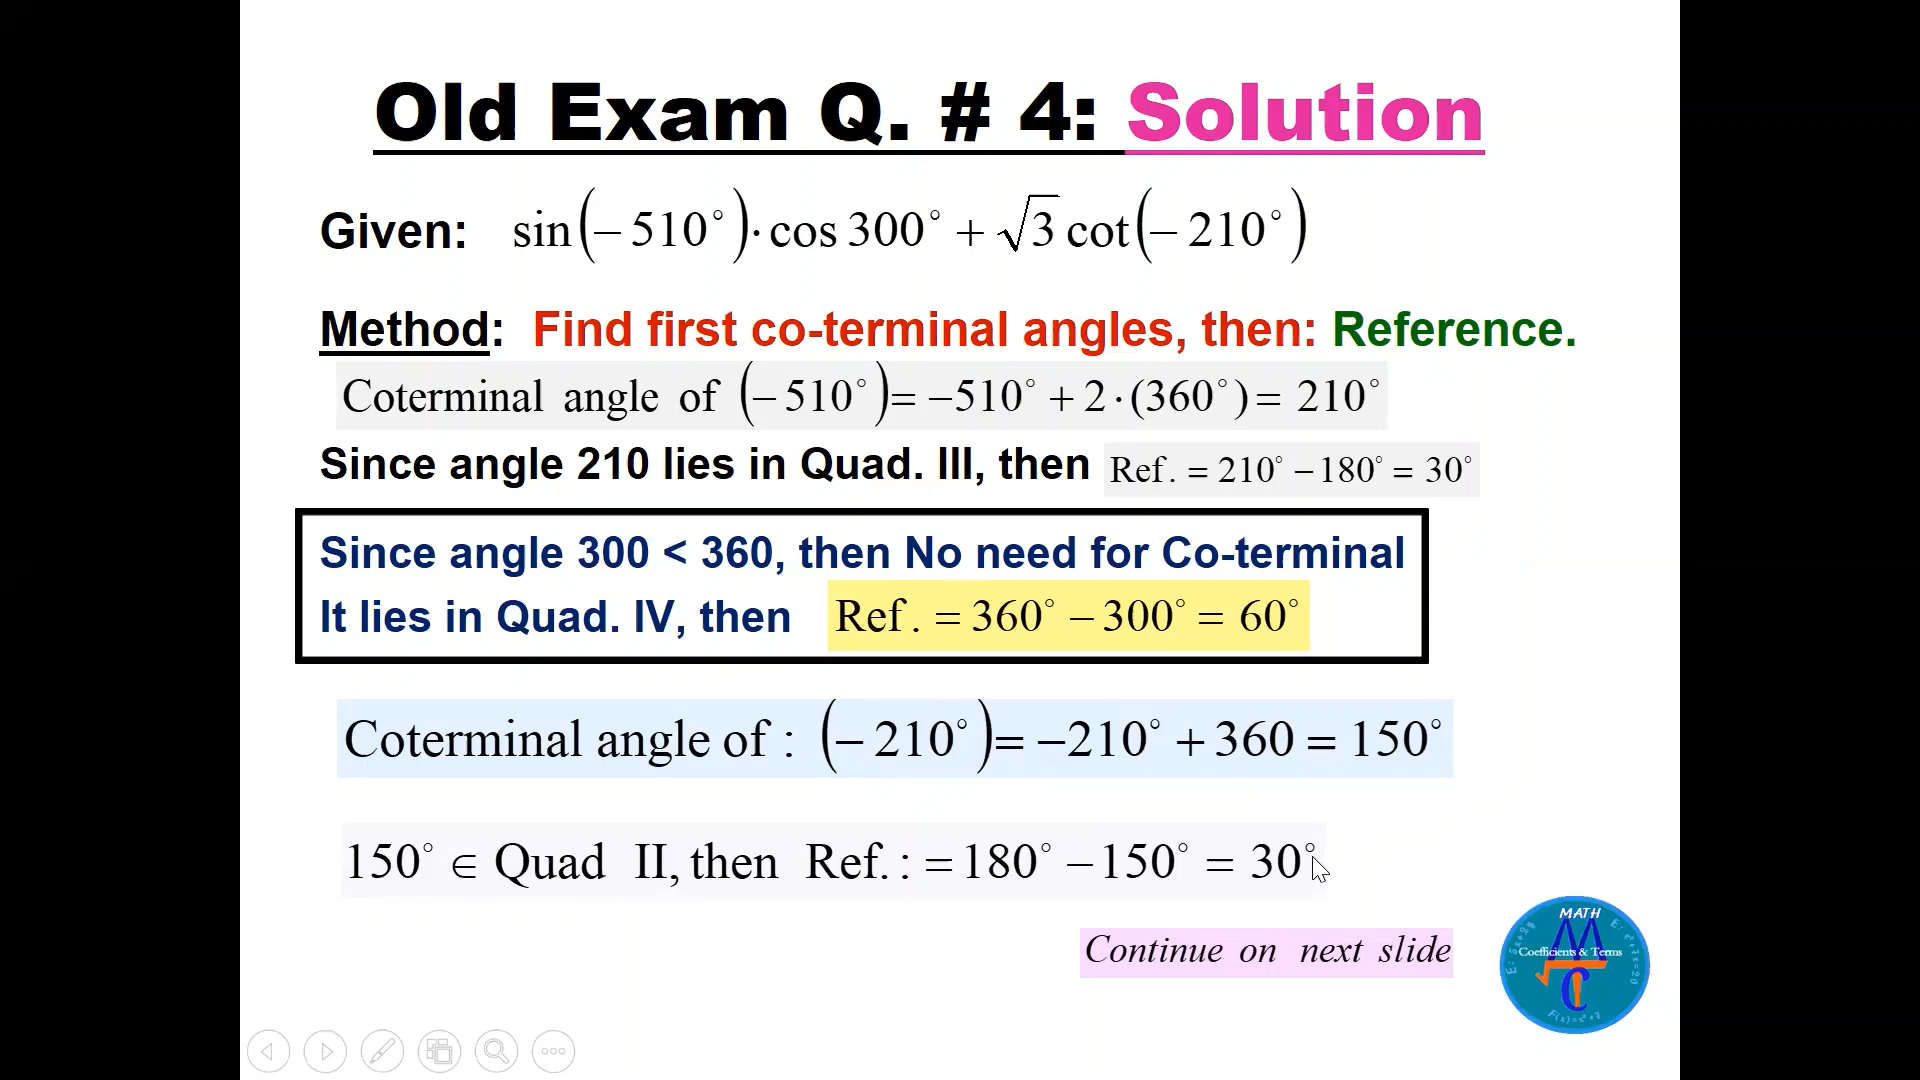 Old Exam Q. # 4: Solution
Given: sin(−510°)·cos 300° + √3 cot(−210°)
Method: Find first co-terminal angles, then: Reference.
Coterminal angle of (−510°)= −510° + 2·(360°) = 210°
Since angle 210 lies in Quad. III, then Ref. = 210° −180° = 30°
Since angle 300 < 360, then No need for Co-terminal
It lies in Quad. IV, then Ref. = 360° − 300° = 60°
Coterminal angle of : (−210°)= −210° + 360 = 150°
150° ∈ Quad II, then Ref. : = 180° −150° = 30°
Continue on next slide
MATH
Coefficients & Terms